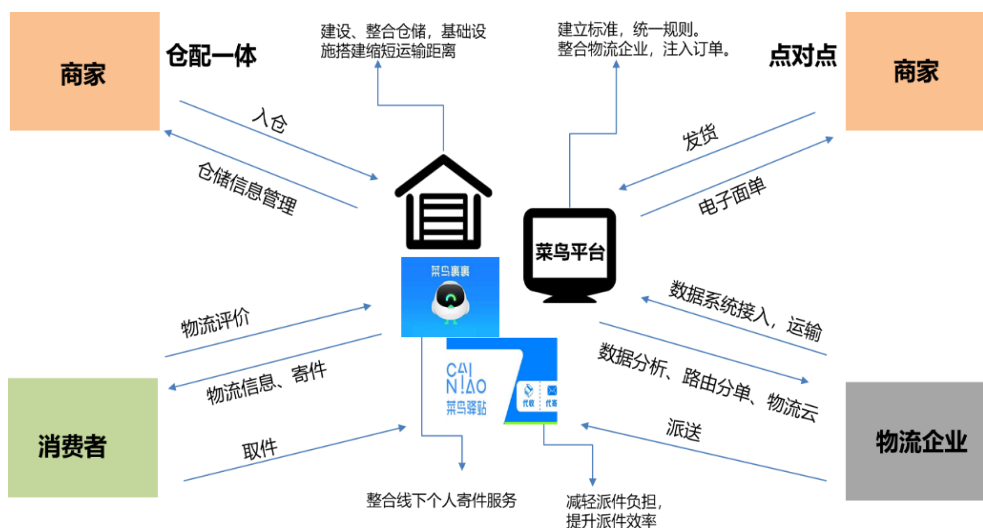 商家
仓配一体
建设、整合仓储，基础设
施搭建缩短运输距离
建立标准，统一规则。
整合物流企业，注入订单。
点对点
商家
入仓
仓储信息管理
发货
电子面单
菜鸟平台
菜鸟裹裹
物流评价
物流信息、寄件
取件
消费者
CAI
NIAO
菜鸟驿站
代收
代寄
数据系统接入，运输
数据分析、路由分单、物流云
派送
物流企业
整合线下个人寄件服务
减轻派件负担，
提升派件效率